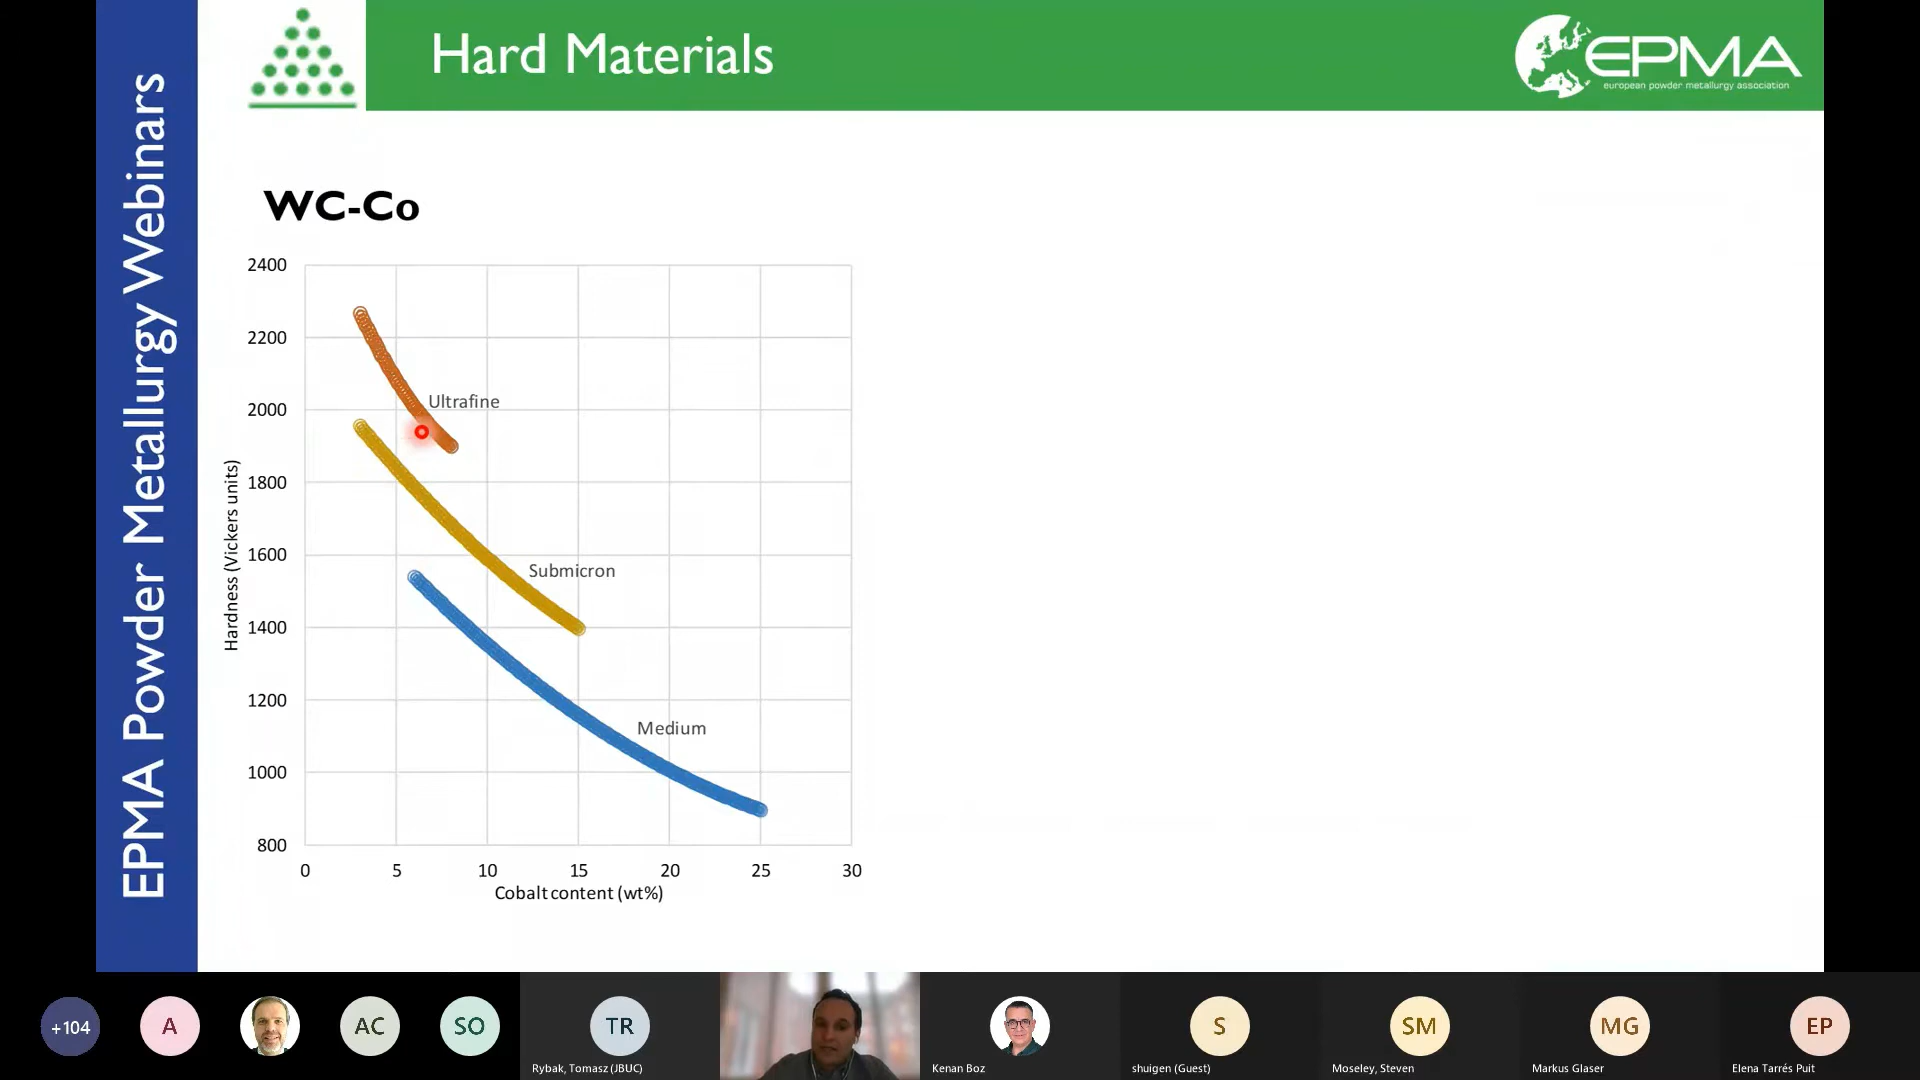 EPMA Powder Metallurgy Webinars
Hard Materials
EPMA
european powder metallurgy association
WC-Co
2400
2200
2000
1800
1600
1400
1200
1000
800
Hardness (Vickers units)
Ultrafine
Submicron
Medium
0 5 10 15 20 25 30
Cobalt content (wt%)
+104
A
AC
SO
TR
S
SM
MG
EP
Rybak, Tomasz (JBUC)
Kenan Boz
shuigen (Guest)
Moseley, Steven
Markus Glaser
Elena Tarrés Puit